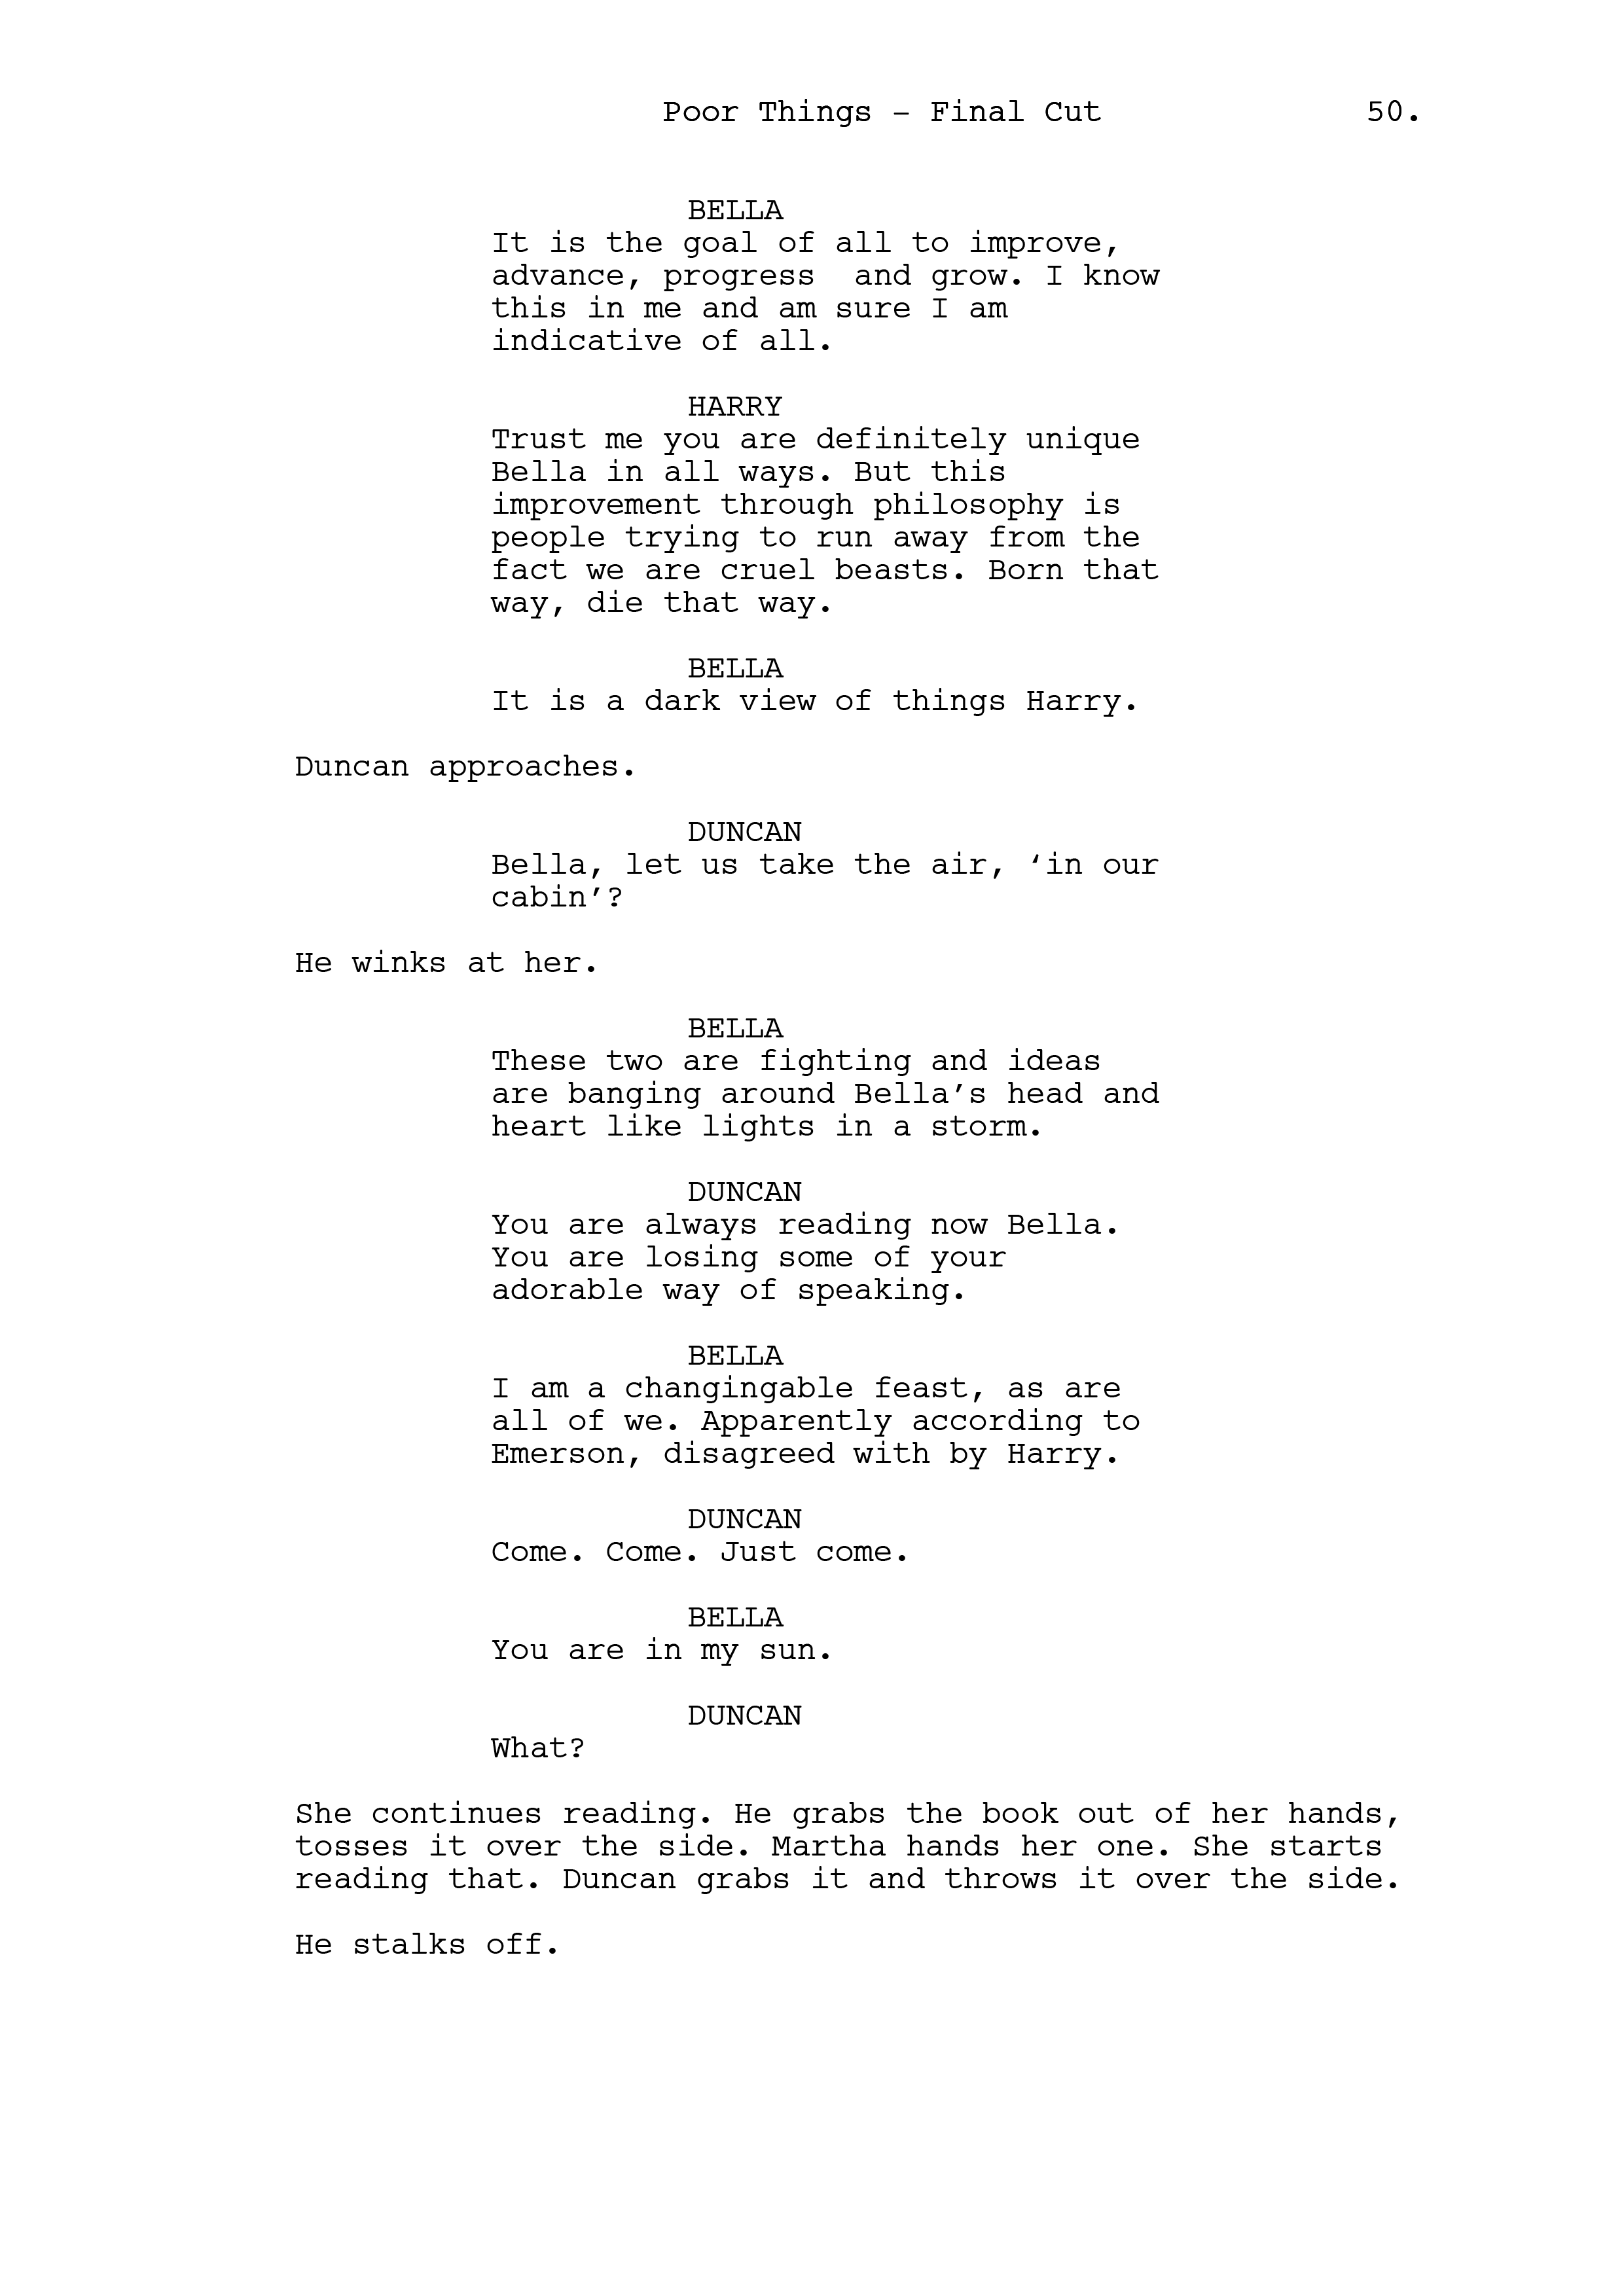 Poor Things – Final Cut 50.
BELLA
It is the goal of all to improve,
advance, progress  and grow. I know
this in me and am sure I am
indicative of all.
HARRY
Trust me you are definitely unique
Bella in all ways. But this
improvement through philosophy is
people trying to run away from the
fact we are cruel beasts. Born that
way, die that way.
BELLA
It is a dark view of things Harry.
Duncan approaches.
DUNCAN
Bella, let us take the air, ‘in our
cabin’?
He winks at her.
BELLA
These two are fighting and ideas
are banging around Bella’s head and
heart like lights in a storm.
DUNCAN
You are always reading now Bella.
You are losing some of your
adorable way of speaking.
BELLA
I am a changingable feast, as are
all of we. Apparently according to
Emerson, disagreed with by Harry.
DUNCAN
Come. Come. Just come.
BELLA
You are in my sun.
DUNCAN
What?
She continues reading. He grabs the book out of her hands,
tosses it over the side. Martha hands her one. She starts
reading that. Duncan grabs it and throws it over the side.
He stalks off.